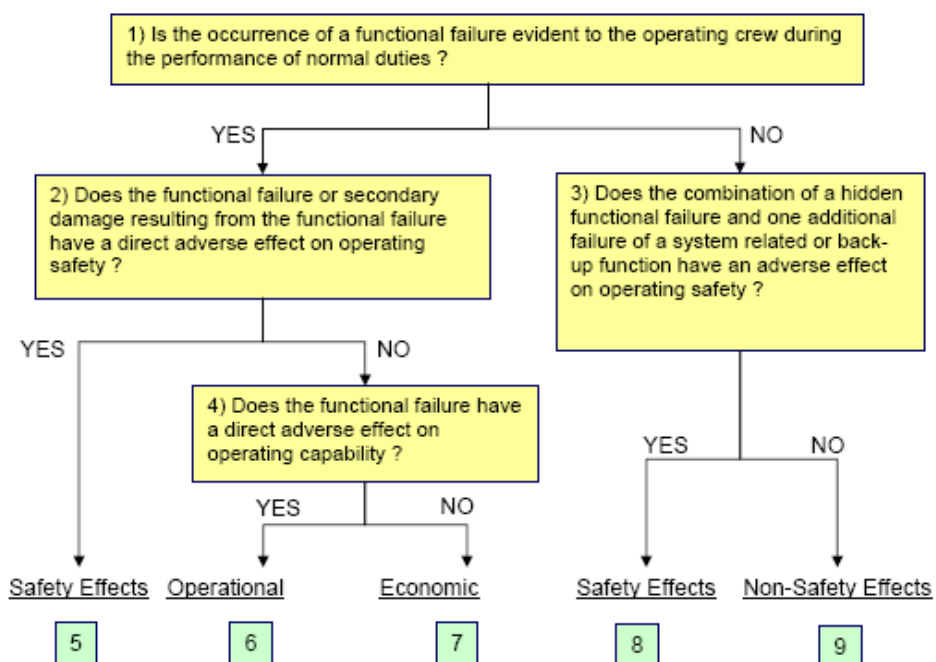 1) Is the occurrence of a functional failure evident to the operating crew during
the performance of normal duties ?
YES
NO
2) Does the functional failure or secondary
damage resulting from the functional failure
have a direct adverse effect on operating
safety ?
3) Does the combination of a hidden
functional failure and one additional
failure of a system related or back-
up function have an adverse effect
on operating safety ?
YES
NO
4) Does the functional failure have
a direct adverse effect on
operating capability ?
YES
NO
YES
NO
Safety Effects
Operational
Economic
Safety Effects
Non-Safety Effects
5
6
7
8
9